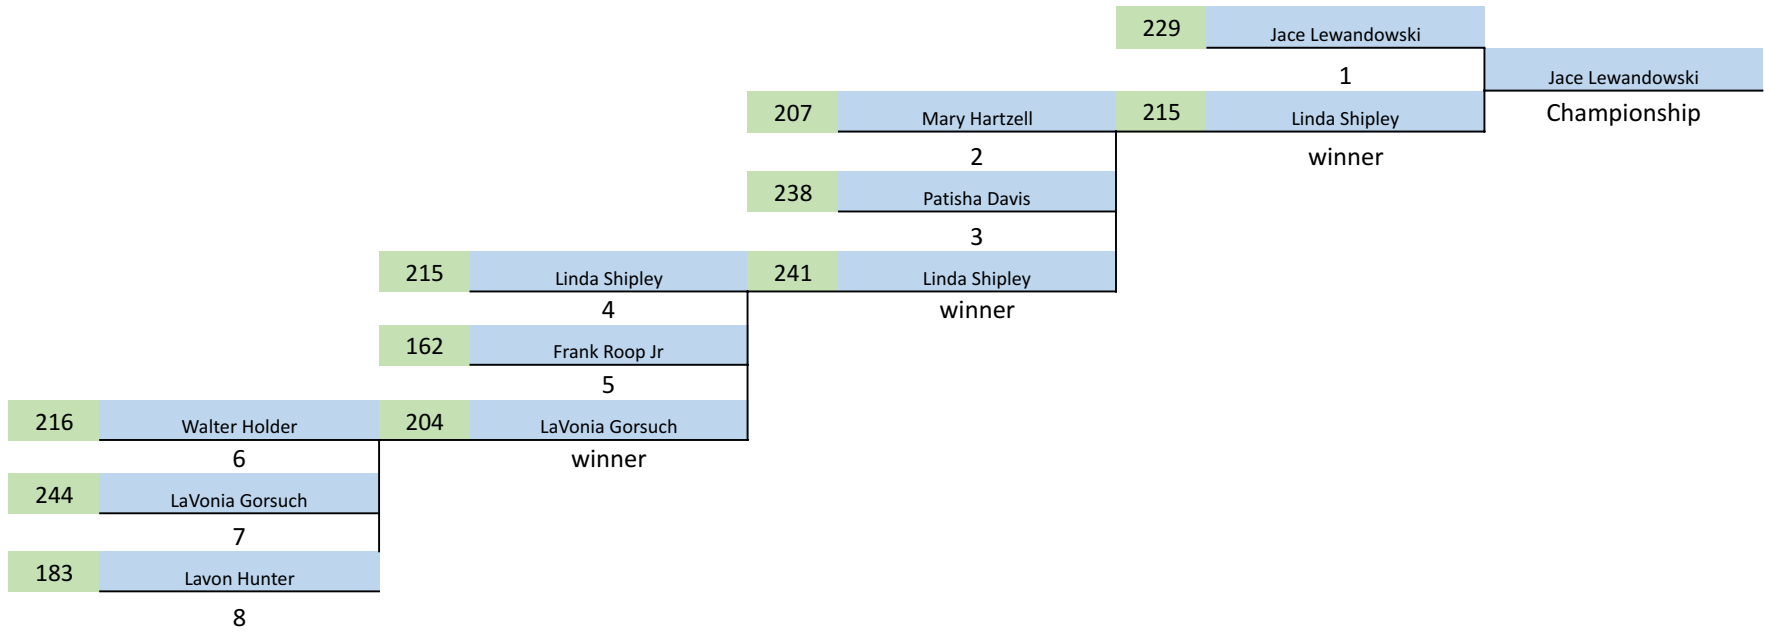 229 Jace Lewandowski
1 Jace Lewandowski
207 Mary Hartzell 215 Linda Shipley Championship
2 winner
238 Patisha Davis
3
215 Linda Shipley 241 Linda Shipley
4 winner
162 Frank Roop Jr
5
216 Walter Holder 204 LaVonia Gorsuch
6 winner
244 LaVonia Gorsuch
7
183 Lavon Hunter
8